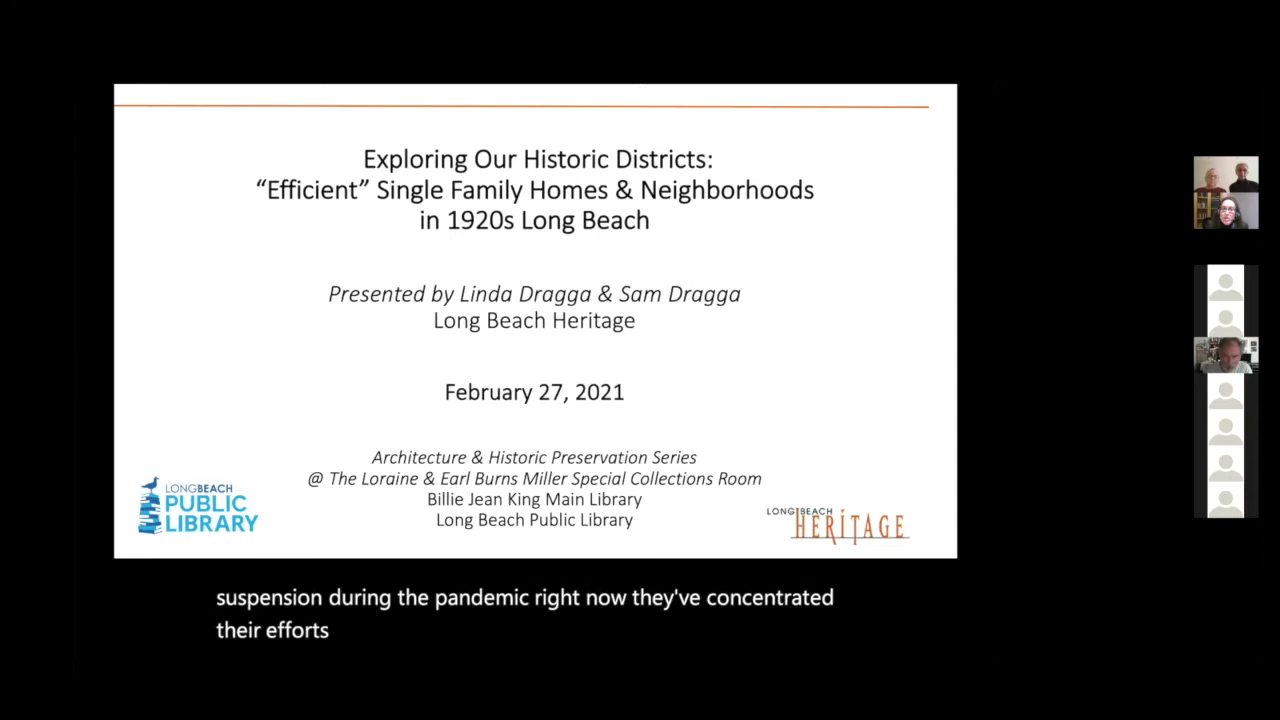 Exploring Our Historic Districts:
“Efficient” Single Family Homes & Neighborhoods
in 1920s Long Beach
Presented by Linda Dragga & Sam Dragga
Long Beach Heritage
February 27, 2021
Architecture & Historic Preservation Series
@ The Loraine & Earl Burns Miller Special Collections Room
Billie Jean King Main Library
Long Beach Public Library
LONGBEACH
PUBLIC
LIBRARY
LONG BEACH
HERITAGE
suspension during the pandemic right now they've concentrated
their efforts